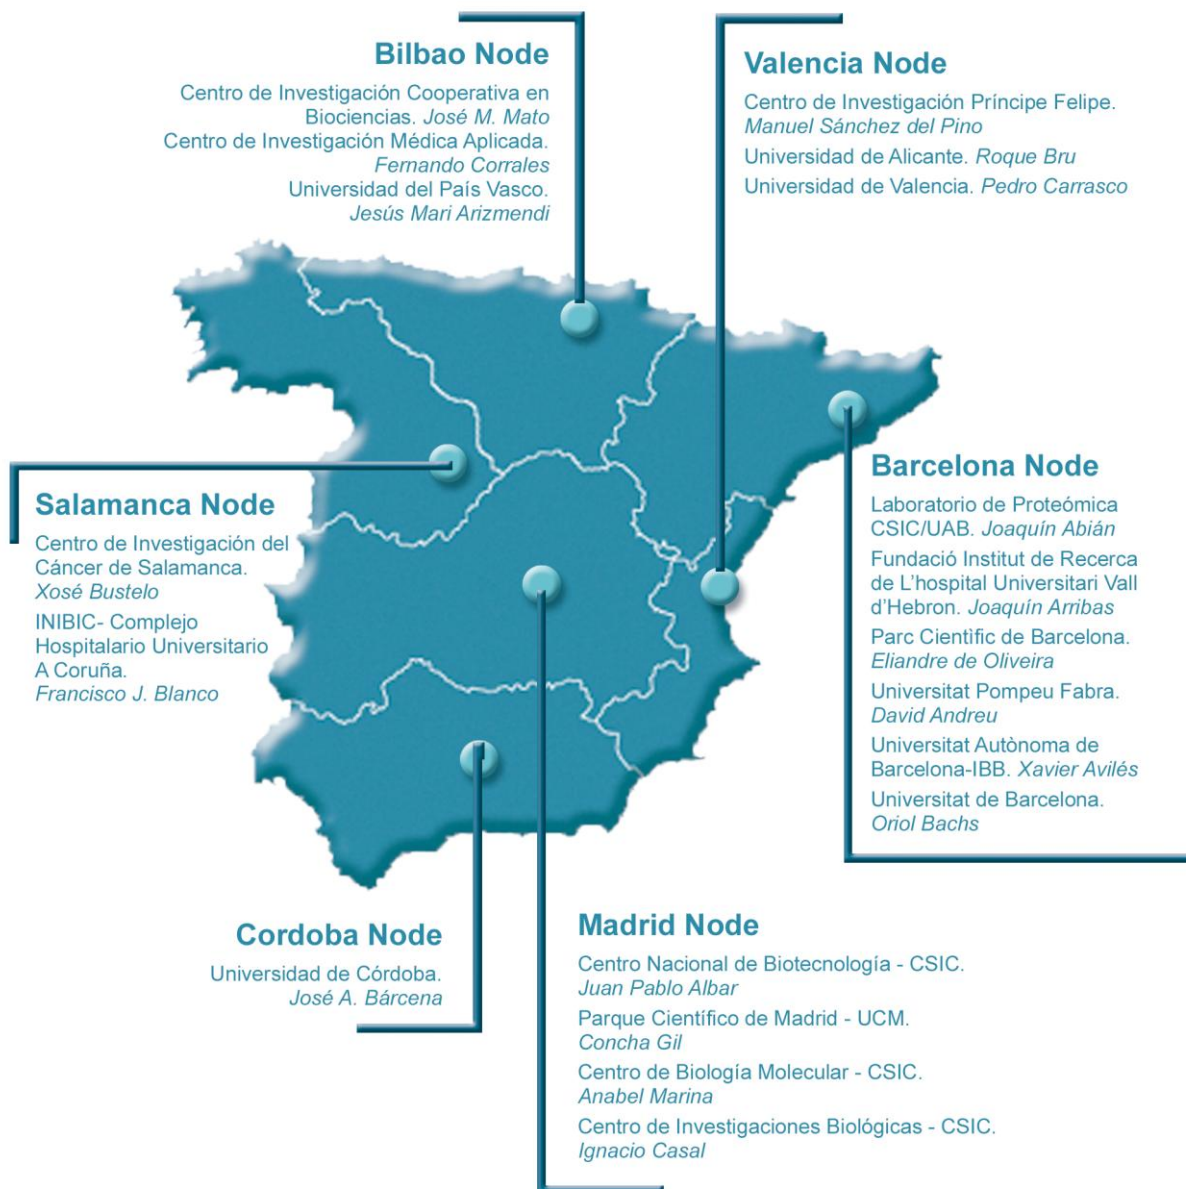 Bilbao Node
Centro de Investigación Cooperativa en
Biociencias. José M. Mato
Centro de Investigación Médica Aplicada.
Fernando Corrales
Universidad del País Vasco.
Jesús Mari Arizmendi
Valencia Node
Centro de Investigación Príncipe Felipe.
Manuel Sánchez del Pino
Universidad de Alicante. Roque Bru
Universidad de Valencia. Pedro Carrasco
Salamanca Node
Centro de Investigación del
Cáncer de Salamanca.
Xosé Bustelo
INIBIC- Complejo
Hospitalario Universitario
A Coruña.
Francisco J. Blanco
Barcelona Node
Laboratorio de Proteómica
CSIC/UAB. Joaquín Abián
Fundació Institut de Recerca
de L'hospital Universitari Vall
d'Hebron. Joaquín Arribas
Parc Cientìfic de Barcelona.
Eliandre de Oliveira
Universitat Pompeu Fabra.
David Andreu
Universitat Autònoma de
Barcelona-IBB. Xavier Avilés
Universitat de Barcelona.
Oriol Bachs
Cordoba Node
Universidad de Córdoba.
José A. Bárcena
Madrid Node
Centro Nacional de Biotecnología - CSIC.
Juan Pablo Albar
Parque Científico de Madrid - UCM.
Concha Gil
Centro de Biología Molecular - CSIC.
Anabel Marina
Centro de Investigaciones Biológicas - CSIC.
Ignacio Casal